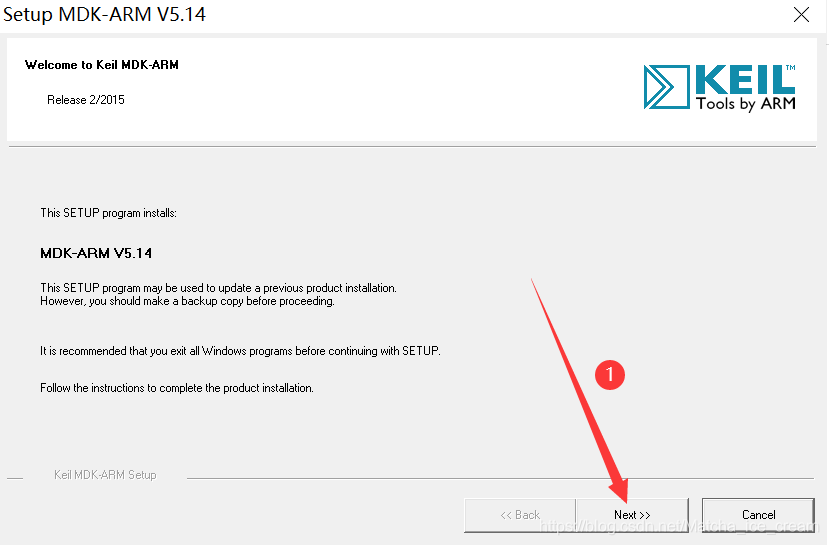 Setup MDK-ARM V5.14
Welcome to Keil MDK-ARM
Release 2/2015
KEIL™
Tools by ARM
This SETUP program installs:
MDK-ARM V5.14
This SETUP program may be used to update a previous product installation.
However, you should make a backup copy before proceeding.
It is recommended that you exit all Windows programs before continuing with SETUP.
1
Follow the instructions to complete the product installation.
Keil MDK-ARM Setup
<< Back
Next >>
Cancel
https://blog.csdn.net/Matcha_ice_cream